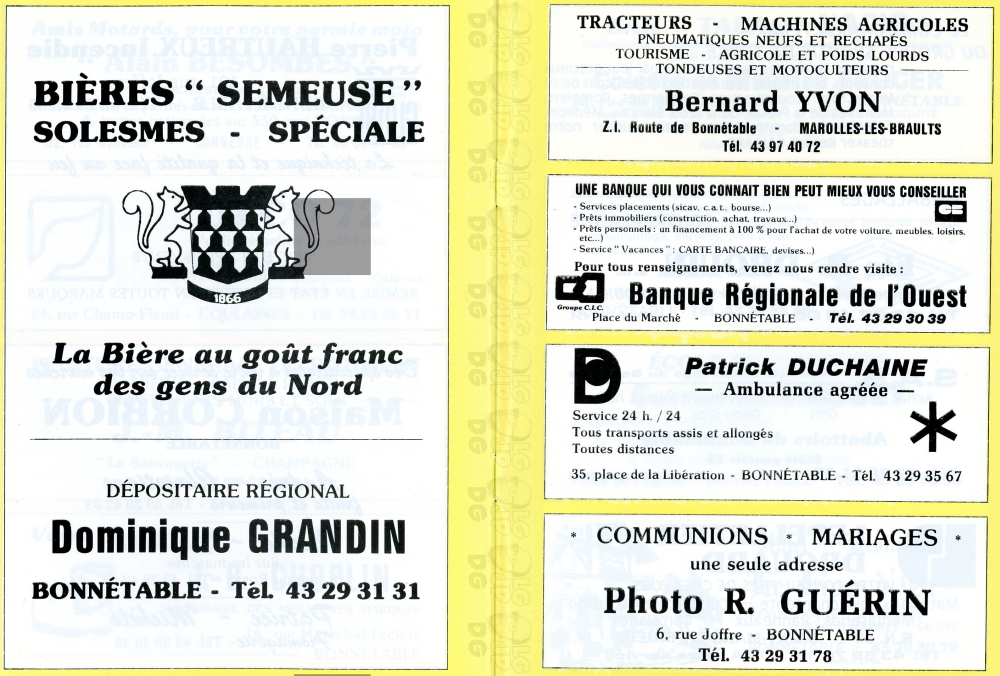 BIÈRES “ SEMEUSE ”
SOLESMES - SPÉCIALE
1866
La Bière au goût franc
des gens du Nord
DÉPOSITAIRE RÉGIONAL
Dominique GRANDIN
BONNÉTABLE - Tél. 43 29 31 31
TRACTEURS - MACHINES AGRICOLES
PNEUMATIQUES NEUFS ET RECHAPÉS
TOURISME - AGRICOLE ET POIDS LOURDS
TONDEUSES ET MOTOCULTEURS
Bernard YVON
Z.I. Route de Bonnétable - MAROLLES-LES-BRAULTS
Tél. 43 97 40 72
UNE BANQUE QUI VOUS CONNAIT BIEN PEUT MIEUX VOUS CONSEILLER
- Services placements (sicav, c.a.t., bourse...)
- Prêts immobiliers (construction, achat, travaux...)
- Prêts personnels : un financement à 100 % pour l'achat de votre voiture, meubles, loisirs,
etc...)
- Service “ Vacances ” : CARTE BANCAIRE, devises...)
Pour tous renseignements, venez nous rendre visite :
Groupe C.I.C.
Banque Régionale de l'Ouest
Place du Marché - BONNÉTABLE - Tél. 43 29 30 39
Patrick DUCHAINE
— Ambulance agréée —
Service 24 h. / 24
Tous transports assis et allongés
Toutes distances
35, place de la Libération - BONNÉTABLE - Tél. 43 29 35 67
* COMMUNIONS * MARIAGES *
une seule adresse
Photo R. GUÉRIN
6, rue Joffre - BONNÉTABLE
Tél. 43 29 31 78